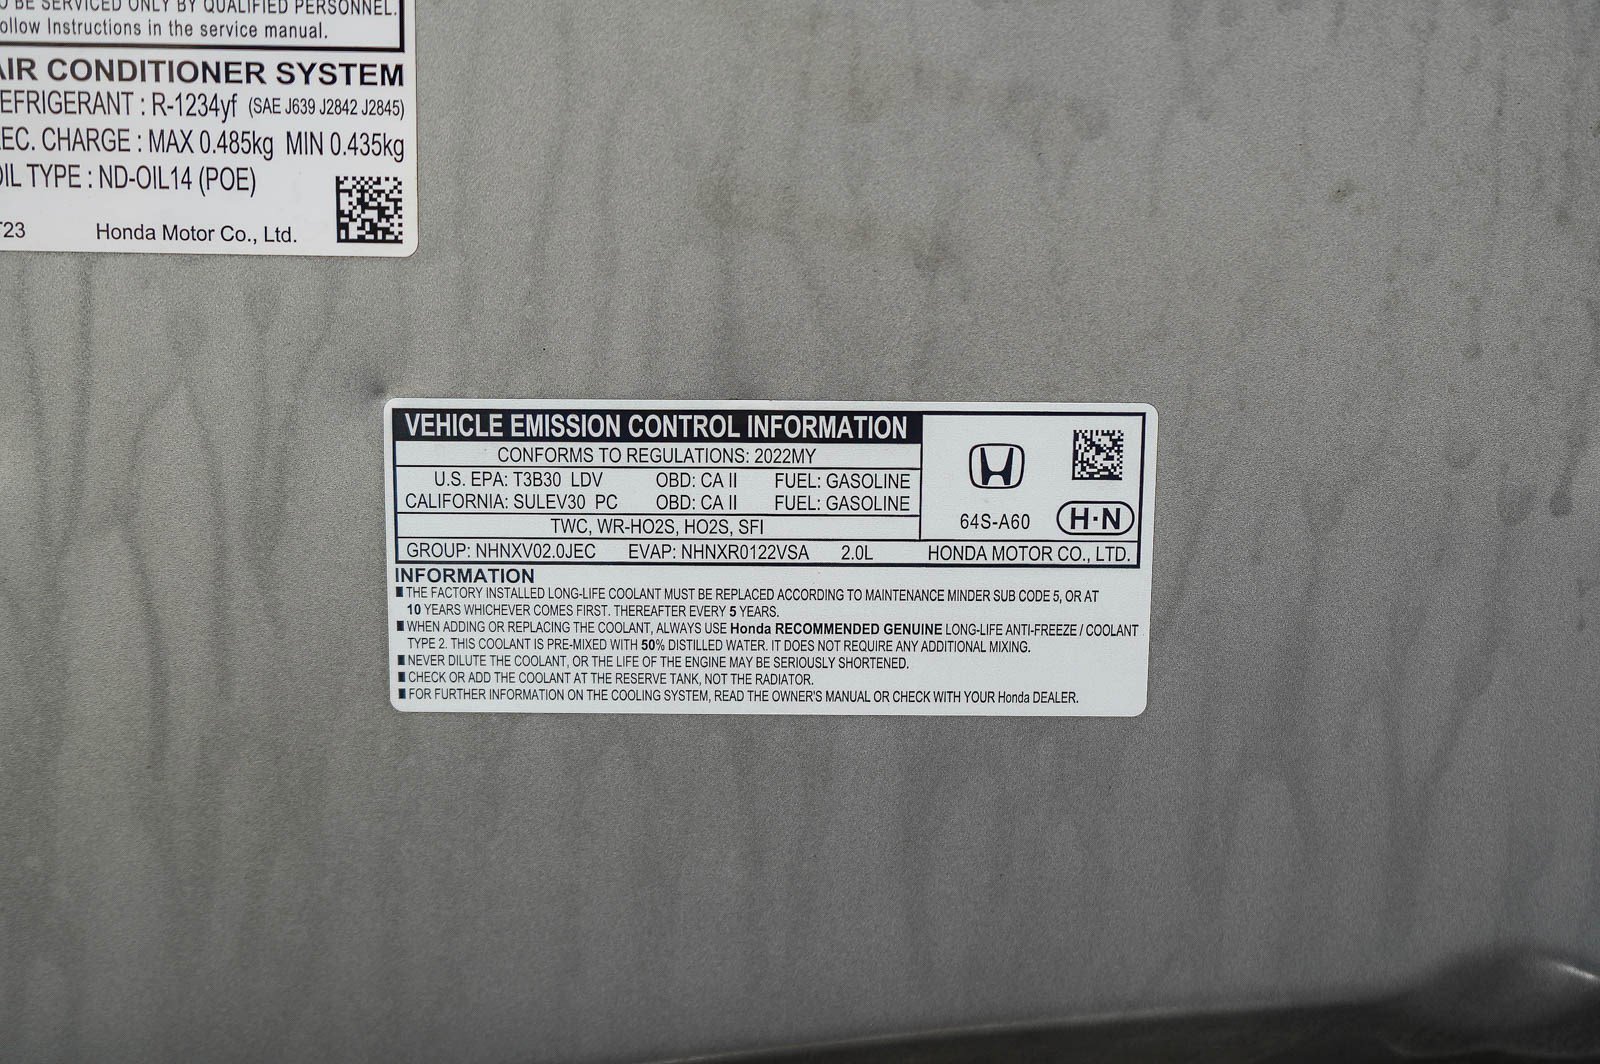 BE SERVICED ONLY BY QUALIFIED PERSONNEL.
ollow Instructions in the service manual.
AIR CONDITIONER SYSTEM
EFRIGERANT : R-1234yf (SAE J639 J2842 J2845)
EC. CHARGE : MAX 0.485kg MIN 0.435kg
OIL TYPE : ND-OIL14 (POE)
T23 Honda Motor Co., Ltd.
VEHICLE EMISSION CONTROL INFORMATION
CONFORMS TO REGULATIONS: 2022MY
U.S. EPA: T3B30 LDV OBD: CA II FUEL: GASOLINE
CALIFORNIA: SULEV30 PC OBD: CA II FUEL: GASOLINE
TWC, WR-HO2S, HO2S, SFI
64S-A60 H·N
GROUP: NHNXV02.0JEC EVAP: NHNXR0122VSA 2.0L HONDA MOTOR CO., LTD.
INFORMATION
■ THE FACTORY INSTALLED LONG-LIFE COOLANT MUST BE REPLACED ACCORDING TO MAINTENANCE MINDER SUB CODE 5, OR AT
10 YEARS WHICHEVER COMES FIRST. THEREAFTER EVERY 5 YEARS.
■ WHEN ADDING OR REPLACING THE COOLANT, ALWAYS USE Honda RECOMMENDED GENUINE LONG-LIFE ANTI-FREEZE / COOLANT
TYPE 2. THIS COOLANT IS PRE-MIXED WITH 50% DISTILLED WATER. IT DOES NOT REQUIRE ANY ADDITIONAL MIXING.
■ NEVER DILUTE THE COOLANT, OR THE LIFE OF THE ENGINE MAY BE SERIOUSLY SHORTENED.
■ CHECK OR ADD THE COOLANT AT THE RESERVE TANK, NOT THE RADIATOR.
■ FOR FURTHER INFORMATION ON THE COOLING SYSTEM, READ THE OWNER'S MANUAL OR CHECK WITH YOUR Honda DEALER.